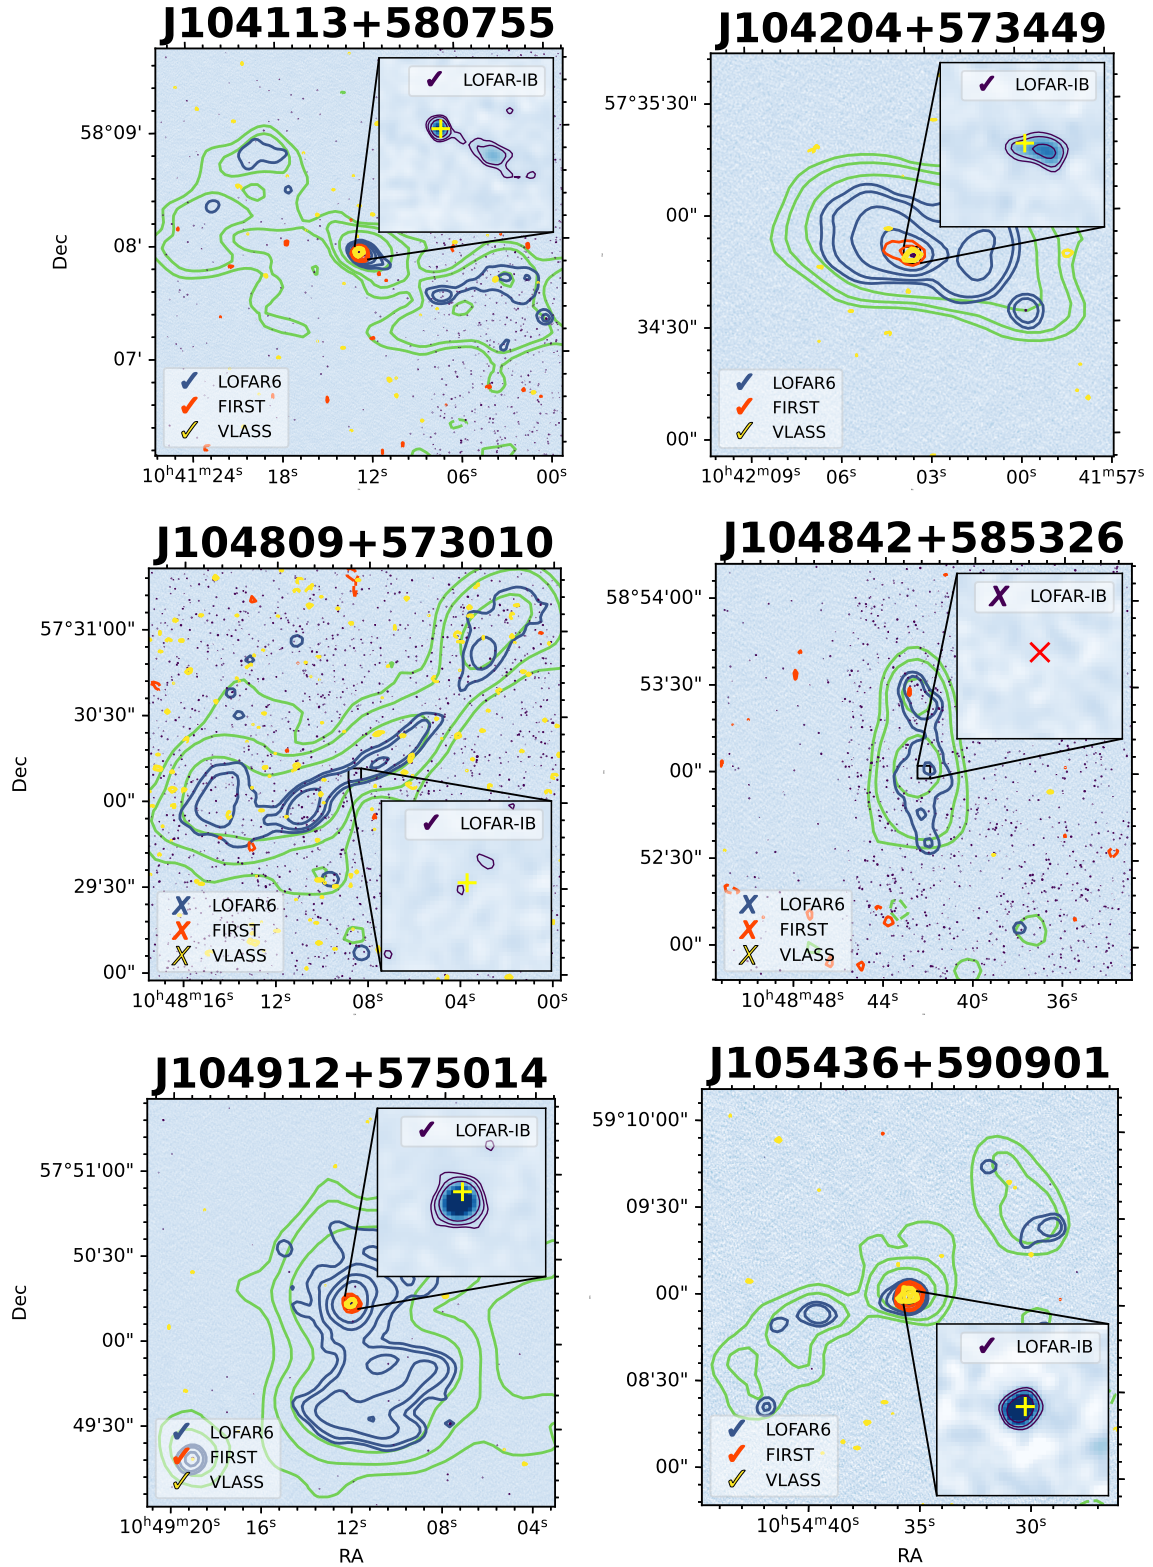 J104113+580755
✓ LOFAR-IB
58°09'
08'
07'
Dec
✓ LOFAR6
✓ FIRST
✓ VLASS
10ʰ41ᵐ24ˢ 18ˢ 12ˢ 06ˢ 00ˢ
J104204+573449
✓ LOFAR-IB
57°35'30"
00"
34'30"
00"
✓ LOFAR6
✓ FIRST
✓ VLASS
10ʰ42ᵐ09ˢ 06ˢ 03ˢ 00ˢ 41ᵐ57ˢ
J104809+573010
57°31'00"
30'30"
00"
29'30"
00"
Dec
✓ LOFAR-IB
X LOFAR6
X FIRST
X VLASS
10ʰ48ᵐ16ˢ 12ˢ 08ˢ 04ˢ 00ˢ
J104842+585326
X LOFAR-IB
58°54'00"
53'30"
00"
52'30"
00"
X LOFAR6
X FIRST
X VLASS
10ʰ48ᵐ48ˢ 44ˢ 40ˢ 36ˢ
J104912+575014
✓ LOFAR-IB
57°51'00"
50'30"
00'
49'30"
Dec
✓ LOFAR6
✓ FIRST
✓ VLASS
10ʰ49ᵐ20ˢ 16ˢ 12ˢ 08ˢ 04ˢ
RA
J105436+590901
59°10'00"
09'30"
00"
08'30"
00"
✓ LOFAR-IB
✓ LOFAR6
✓ FIRST
✓ VLASS
10ʰ54ᵐ40ˢ 35ˢ 30ˢ
RA